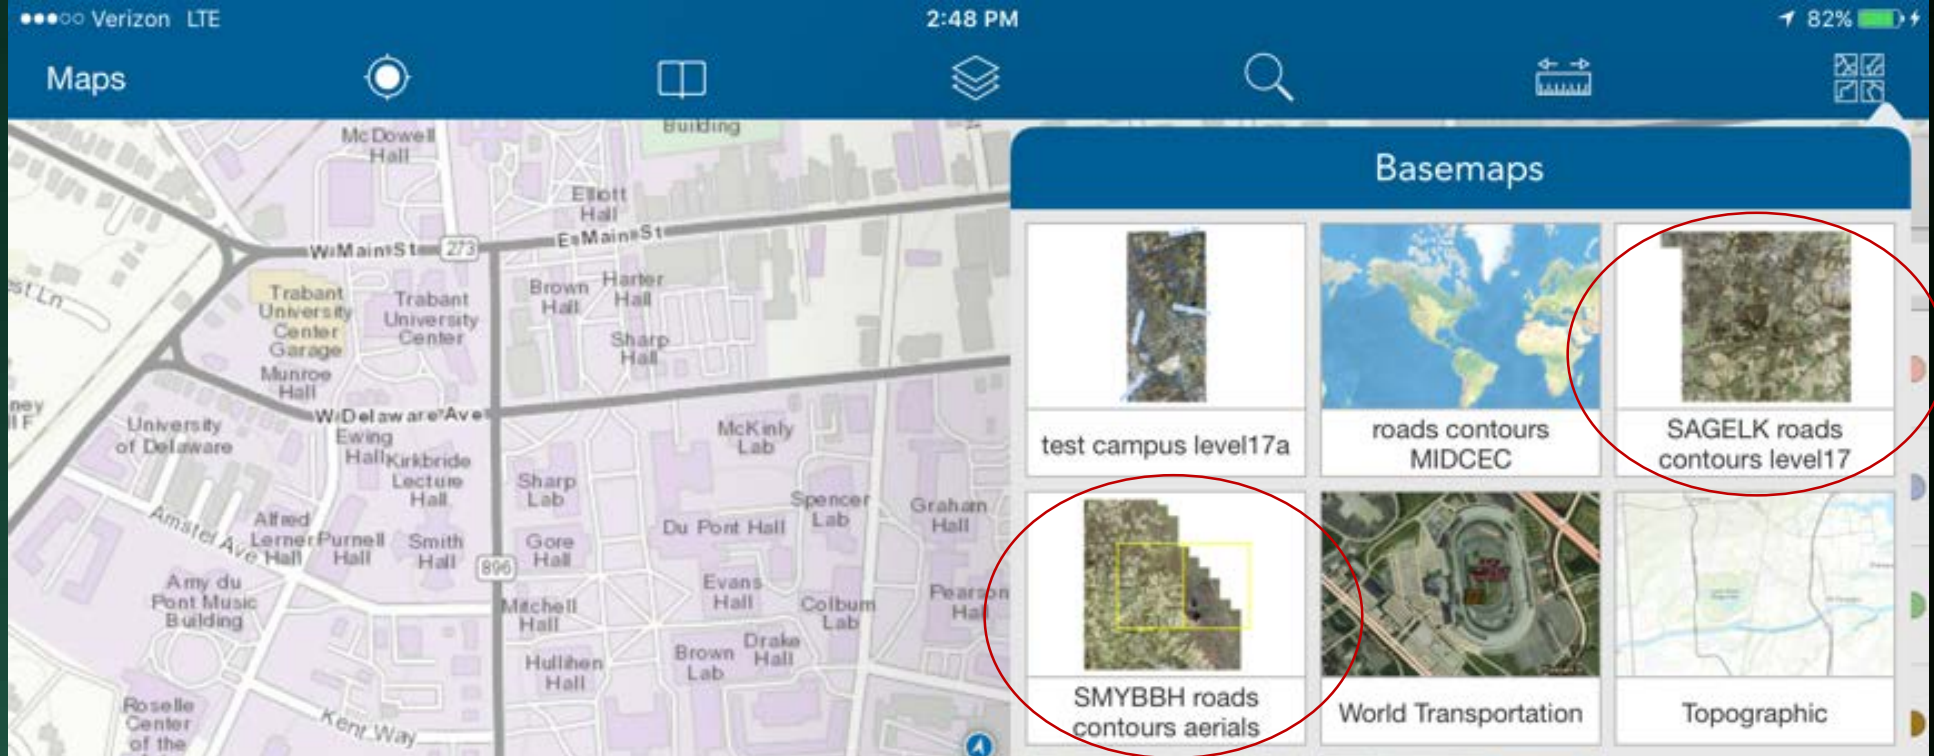 Verizon LTE
2:48 PM
82%
Maps
Building
McDowell
Hall
Elliott
Hall
W Main St
273
E Main St
Trabant
University
Center
Garage
Trabant
University
Center
Brown
Hall
Harter
Hall
Sharp
Hall
Munroe
Hall
W Delaware Ave
University
of Delaware
Ewing
Hall
Kirkbride
Lecture
Hall
McKinly
Lab
Sharp
Lab
Spencer
Lab
Graham
Hall
Du Pont Hall
Amstel Ave
Alfred
Lerner
Hall
Purnell
Hall
Smith
Hall
Gore
Hall
896
Amy du
Pont Music
Building
Evans
Hall
Colburn
Lab
Pearson
Hall
Mitchell
Hall
Drake
Hall
Brown
Lab
Hullihen
Hall
Roselle
Center
of the
Kent Way
Basemaps
test campus level17a
roads contours
MIDCEC
SAGELK roads
contours level17
SMYBBH roads
contours aerials
World Transportation
Topographic